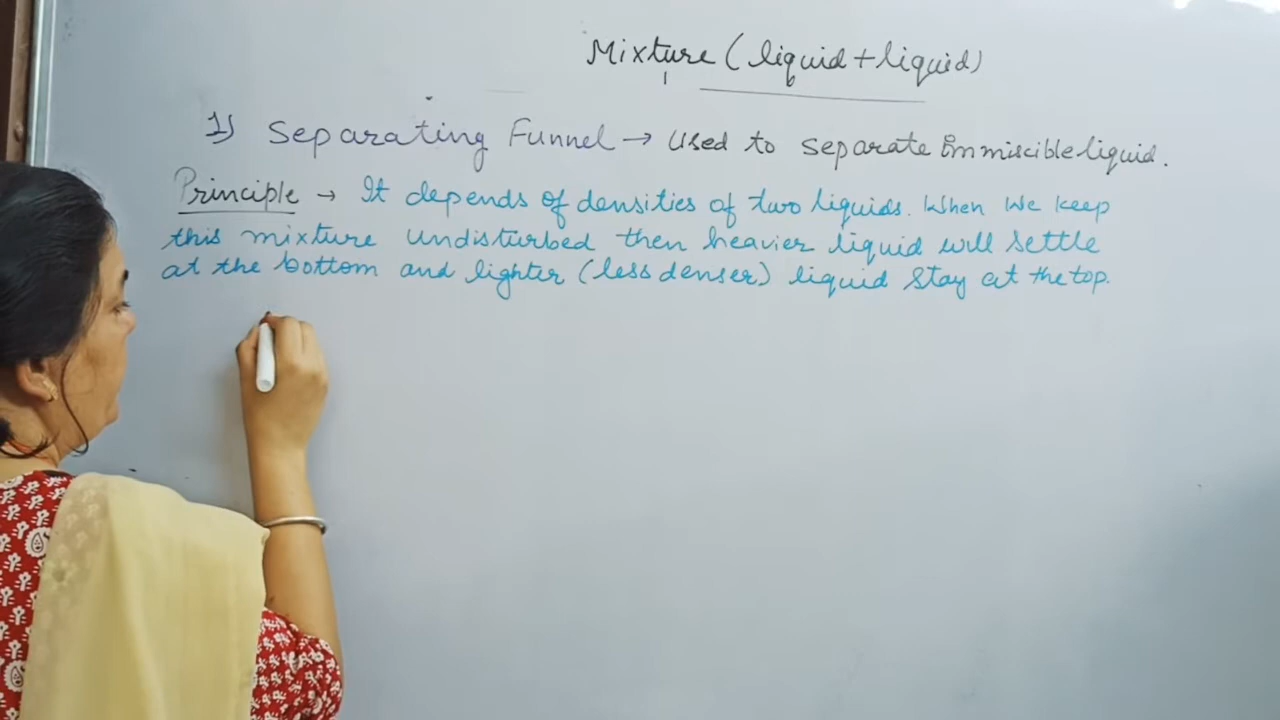 Mixture (liquid + liquid)
1) Separating Funnel → Used to separate Immiscible liquid.
Principle → It depends of densities of two liquids. When we keep
this mixture undisturbed then heavier liquid will settle
at the bottom and lighter (less denser) liquid stay at the top.